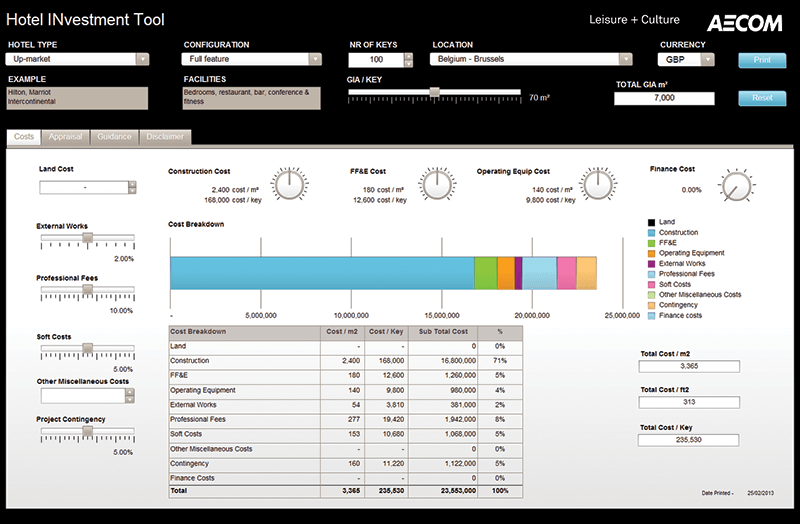 Hotel INvestment Tool
Leisure + Culture
AECOM
HOTEL TYPE
CONFIGURATION
NR OF KEYS
LOCATION
CURRENCY
Up-market
Full feature
100
Belgium - Brussels
GBP
Print
EXAMPLE
FACILITIES
GIA / KEY
TOTAL GIA m²
Hilton, Marriot
Intercontinental
Bedrooms, restaurant, bar, conference &
fitness
70 m²
7,000
Reset
Costs
Appraisal
Guidance
Disclaimer
Land Cost
-
Construction Cost
2,400 cost / m²
168,000 cost / key
FF&E Cost
180 cost / m²
12,600 cost / key
Operating Equip Cost
140 cost / m²
9,800 cost / key
Finance Cost
0.00%
External Works
2.00%
Professional Fees
10.00%
Soft Costs
5.00%
Other Miscellaneous Costs
Project Contingency
5.00%
Cost Breakdown
- 5,000,000 10,000,000 15,000,000 20,000,000 25,000,000
Land
Construction
FF&E
Operating Equipment
External Works
Professional Fees
Soft Costs
Other Miscellaneous Costs
Contingency
Finance costs
Cost Breakdown Cost / m2 Cost / Key Sub Total Cost %
Land - - 0 0%
Construction 2,400 168,000 16,800,000 71%
FF&E 180 12,600 1,260,000 5%
Operating Equipment 140 9,800 980,000 4%
External Works 54 3,810 381,000 2%
Professional Fees 277 19,420 1,942,000 8%
Soft Costs 153 10,680 1,068,000 5%
Other Miscellaneous Costs - - 0 0%
Contingency 160 11,220 1,122,000 5%
Finance Costs - - 0 0%
Total 3,365 235,530 23,553,000 100%
Total Cost / m2
3,365
Total Cost / ft2
313
Total Cost / Key
235,530
Date Printed - 25/02/2013